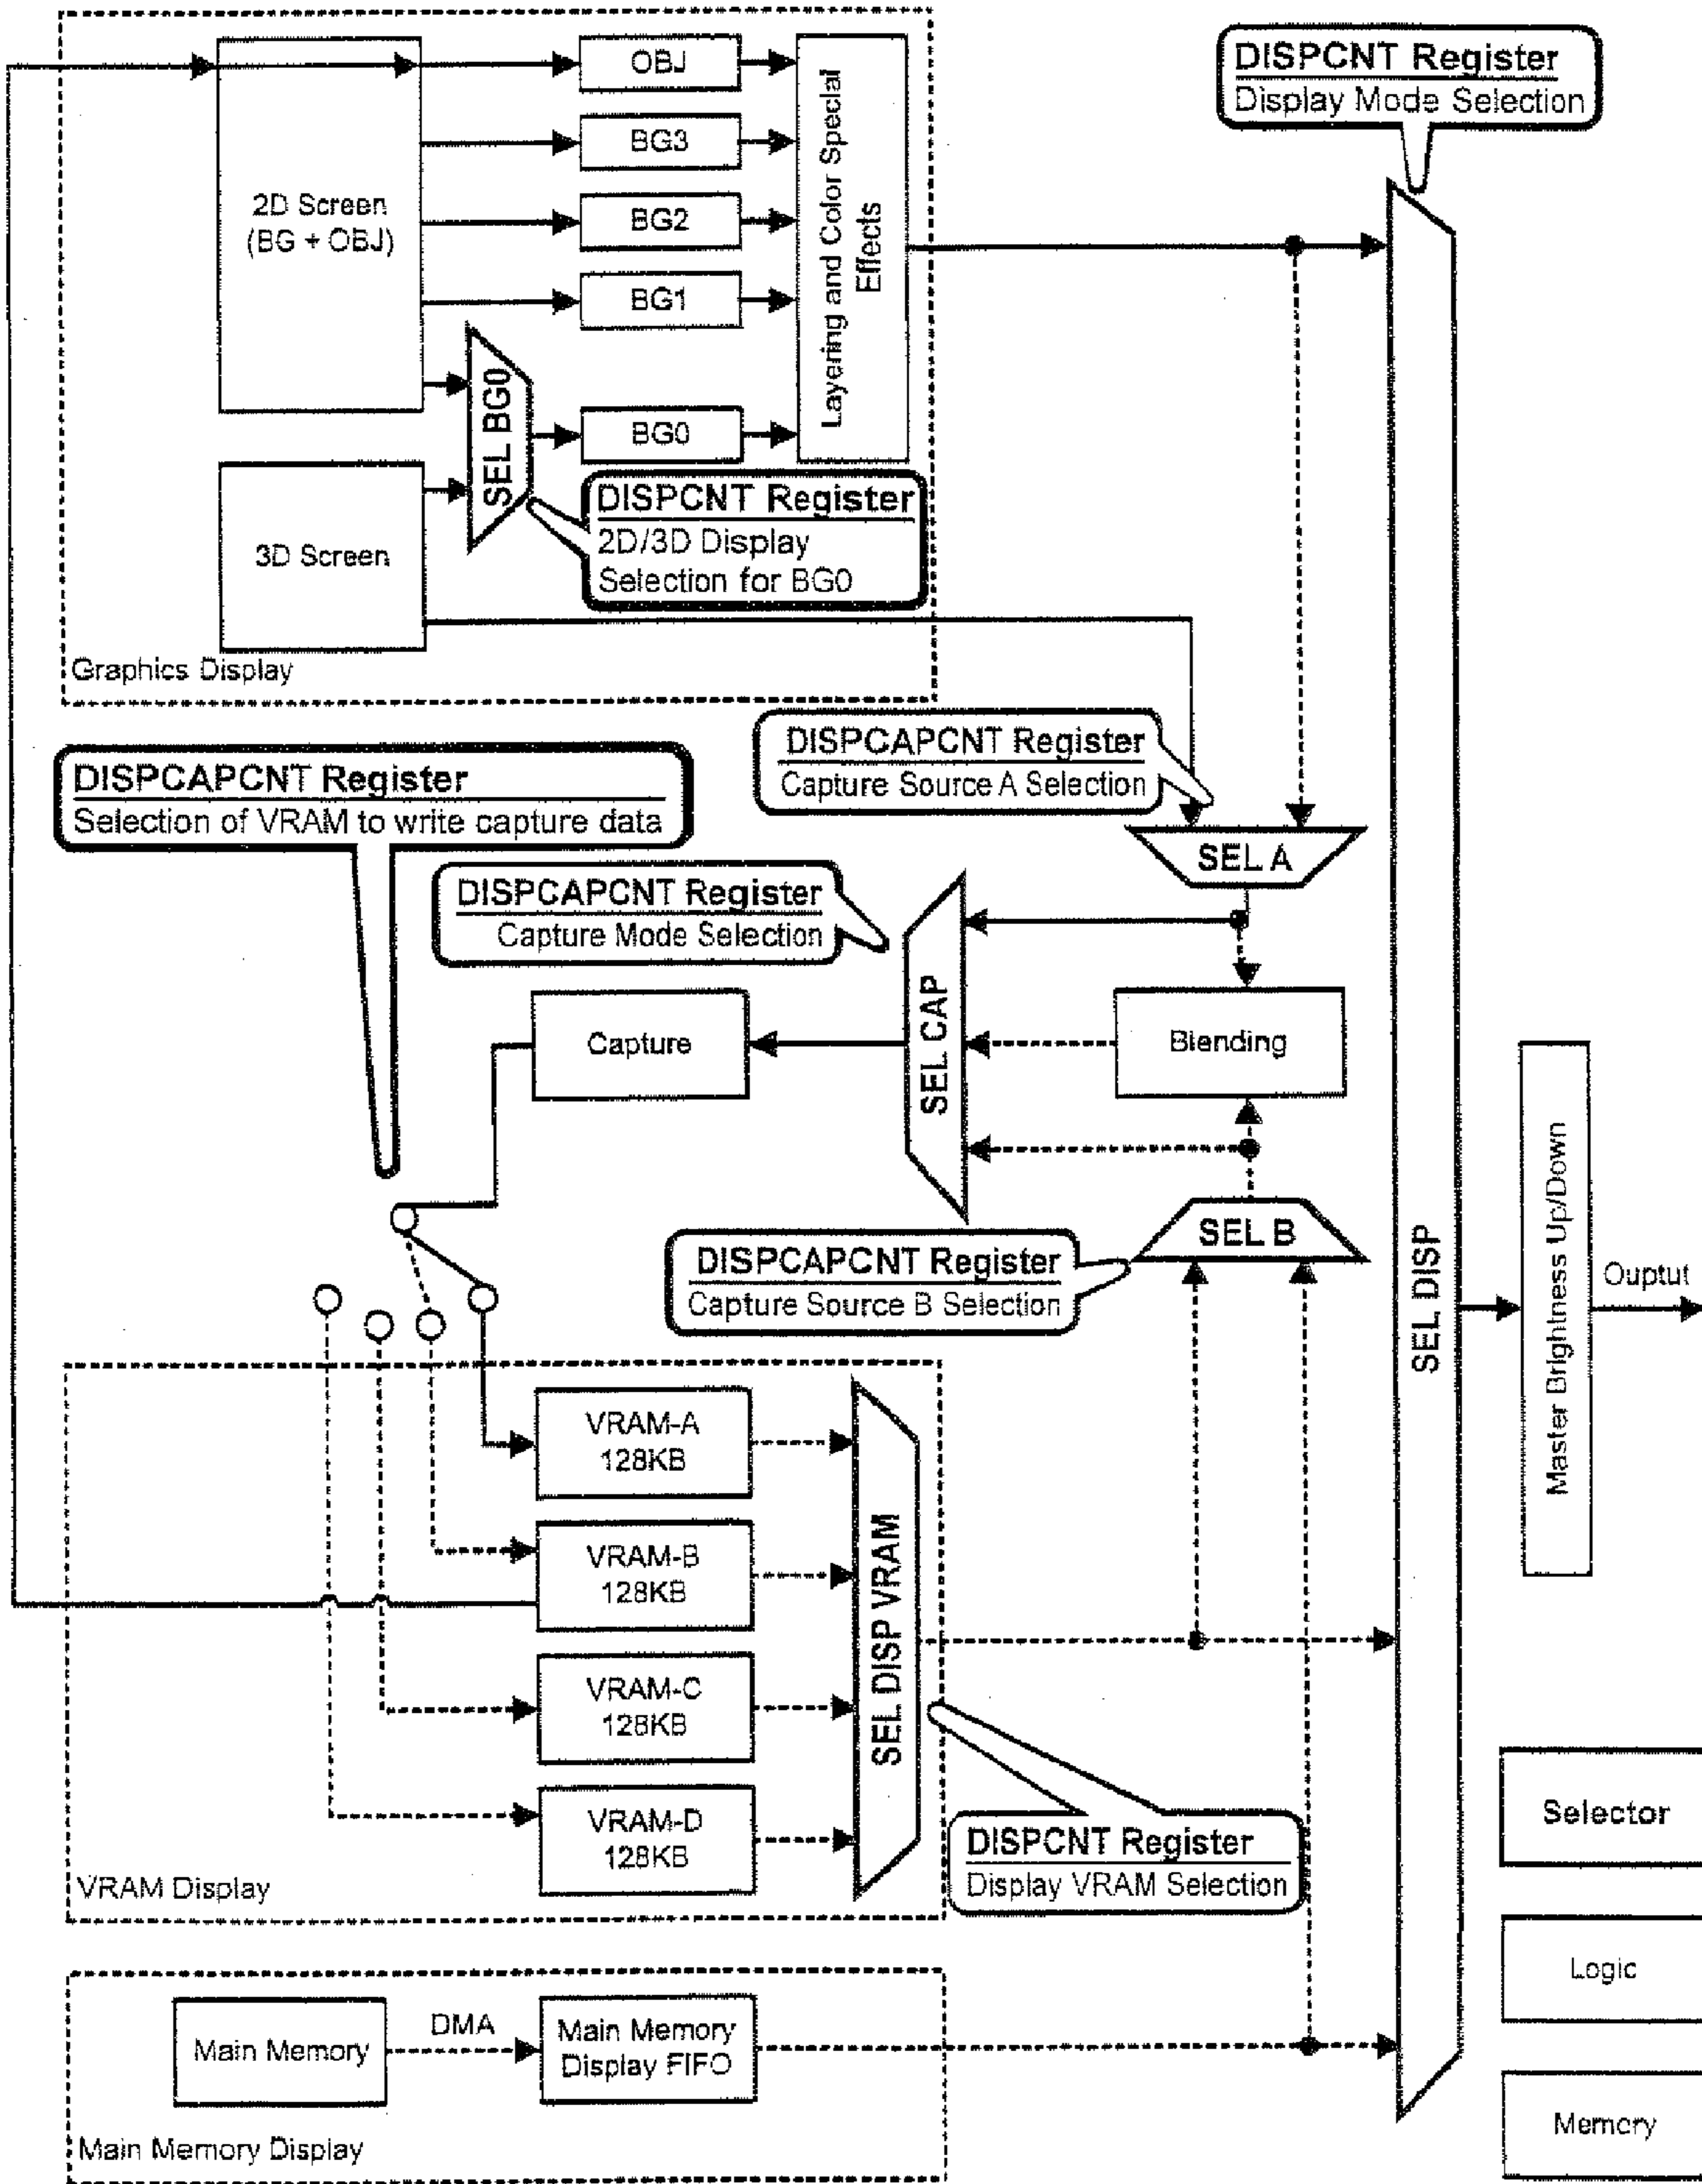 OBJ
BG3
BG2
BG1
BG0
2D Screen
(BG + OBJ)
SEL BG0
3D Screen
Layering and Color Special
Effects
DISPCNT Register
2D/3D Display
Selection for BG0
Graphics Display
DISPCNT Register
Display Mode Selection
DISPCAPCNT Register
Capture Source A Selection
DISPCAPCNT Register
Selection of VRAM to write capture data
SEL A
DISPCAPCNT Register
Capture Mode Selection
Capture
SEL CAP
Blending
SEL B
DISPCAPCNT Register
Capture Source B Selection
SEL DISP
Master Brightness Up/Down
Ouptut
VRAM-A
128KB
VRAM-B
128KB
VRAM-C
128KB
VRAM-D
128KB
SEL DISP VRAM
VRAM Display
DISPCNT Register
Display VRAM Selection
Selector
Logic
Memory
Main Memory
DMA
Main Memory
Display FIFO
Main Memory Display